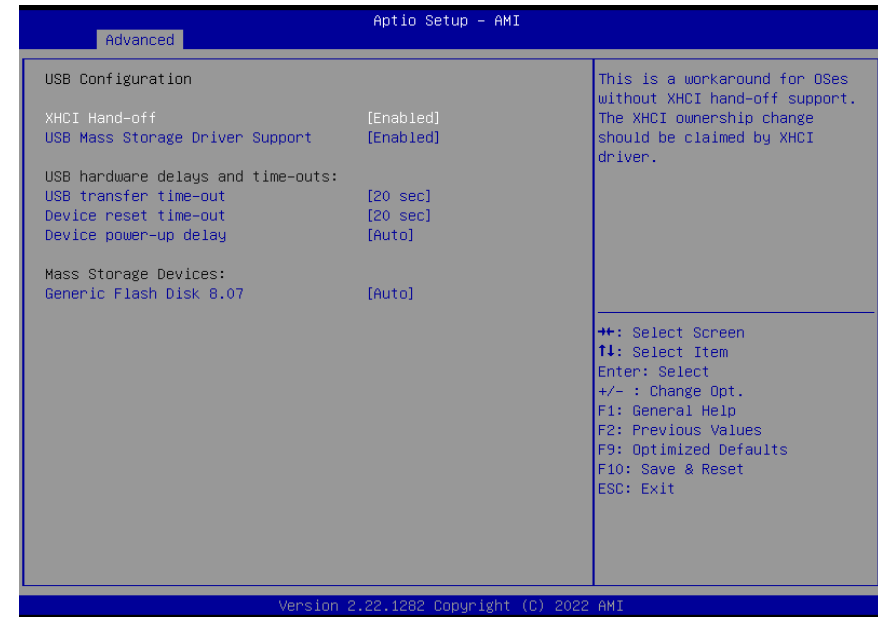 Aptio Setup – AMI
Advanced
USB Configuration
XHCI Hand-off [Enabled]
USB Mass Storage Driver Support [Enabled]
USB hardware delays and time-outs:
USB transfer time-out [20 sec]
Device reset time-out [20 sec]
Device power-up delay [Auto]
Mass Storage Devices:
Generic Flash Disk 8.07 [Auto]
This is a workaround for OSes
without XHCI hand-off support.
The XHCI ownership change
should be claimed by XHCI
driver.
→←: Select Screen
↑↓: Select Item
Enter: Select
+/- : Change Opt.
F1: General Help
F2: Previous Values
F9: Optimized Defaults
F10: Save & Reset
ESC: Exit
Version 2.22.1282 Copyright (C) 2022 AMI